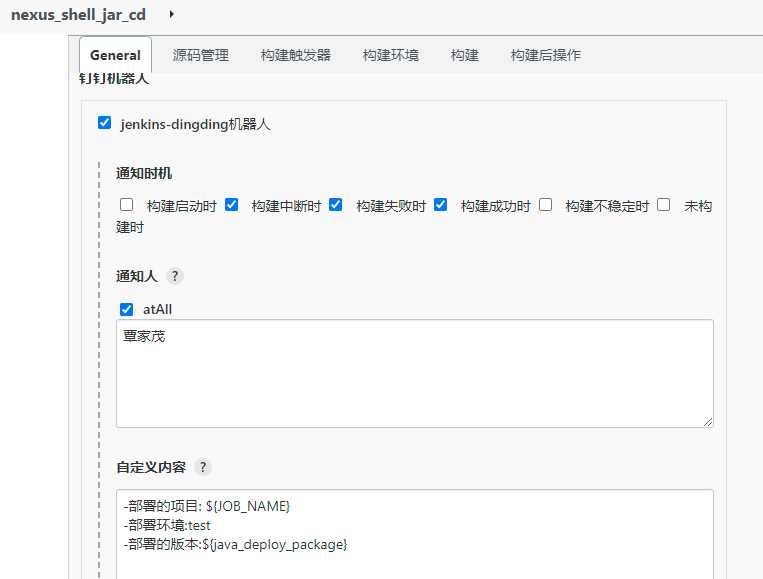 nexus_shell_jar_cd
General 源码管理 构建触发器 构建环境 构建 构建后操作
钉钉机器人
jenkins-dingding机器人
通知时机
构建启动时 构建中断时 构建失败时 构建成功时 构建不稳定时 未构
建时
通知人 ?
atAll
覃家茂
自定义内容 ?
-部署的项目: ${JOB_NAME}
-部署环境:test
-部署的版本:${java_deploy_package}